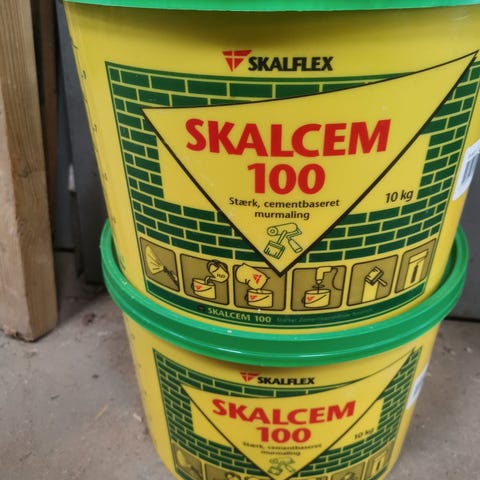 SKALFLEX
SKALCEM
100
Stærk, cementbaseret
murmaling
10 kg
SKALCEM 100
SKALFLEX
SKALCEM
100
Stærk, cementbaseret
murmaling
10 kg